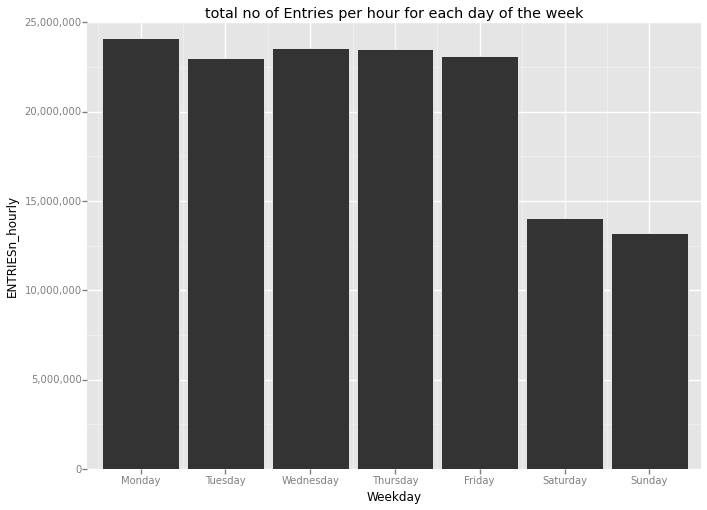 total no of Entries per hour for each day of the week
25,000,000
20,000,000
15,000,000
10,000,000
5,000,000
0
ENTRIESn_hourly
Monday Tuesday Wednesday Thursday Friday Saturday Sunday
Weekday